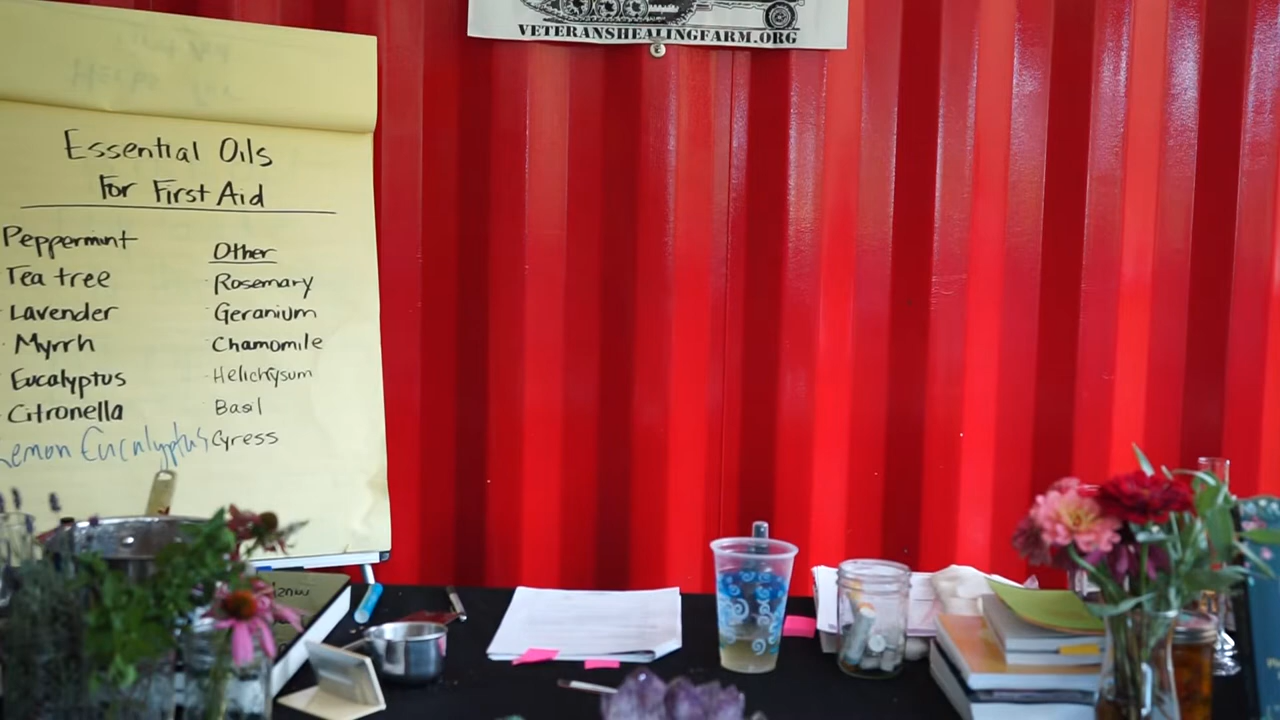 VETERANSHEALINGFARM.ORG
Essential Oils
For First Aid
Peppermint
Tea tree
Lavender
Myrrh
Eucalyptus
Citronella
Lemon Eucalyptus
Other
Rosemary
Geranium
Chamomile
Helichrysum
Basil
Cyress